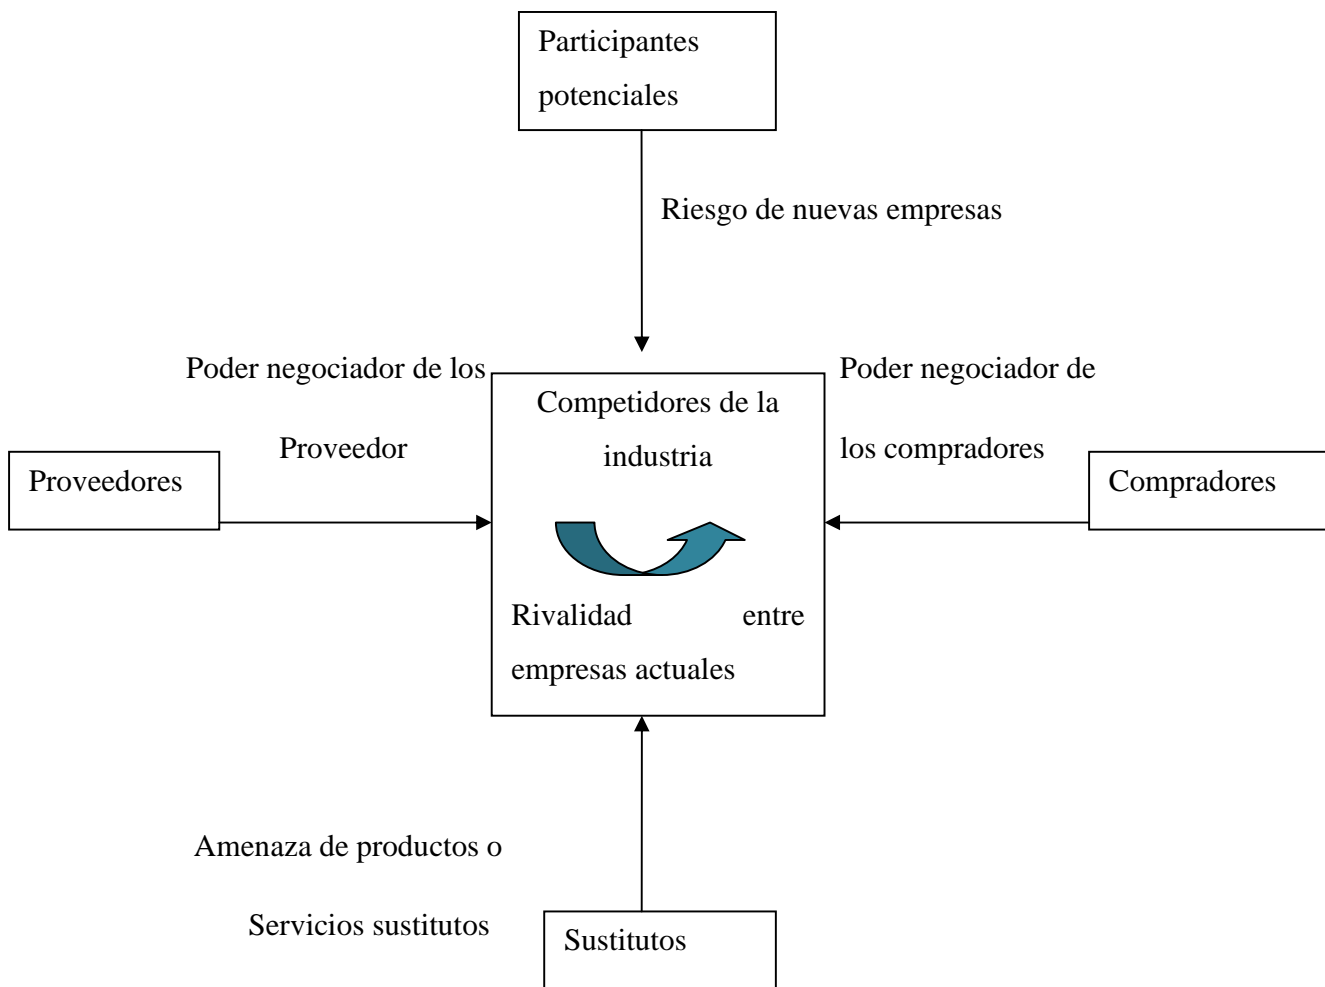 Participantes
potenciales
Riesgo de nuevas empresas
Poder negociador de los
Proveedor
Proveedores
Competidores de la
industria
Rivalidad entre
empresas actuales
Poder negociador de
los compradores
Compradores
Amenaza de productos o
Servicios sustitutos
Sustitutos